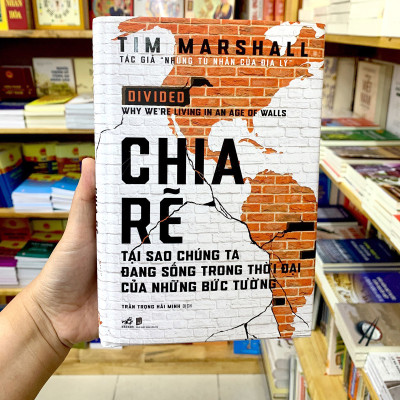 TIM MARSHALL
TÁC GIẢ "NHỮNG TÙ NHÂN CỦA ĐỊA LÝ"
DIVIDED
WHY WE'RE LIVING IN AN AGE OF WALLS
CHIA
RẼ
TẠI SAO CHÚNG TA
ĐANG SỐNG TRONG THỜI ĐẠI
CỦA NHỮNG BỨC TƯỜNG
TRẦN TRỌNG HẢI MINH dịch